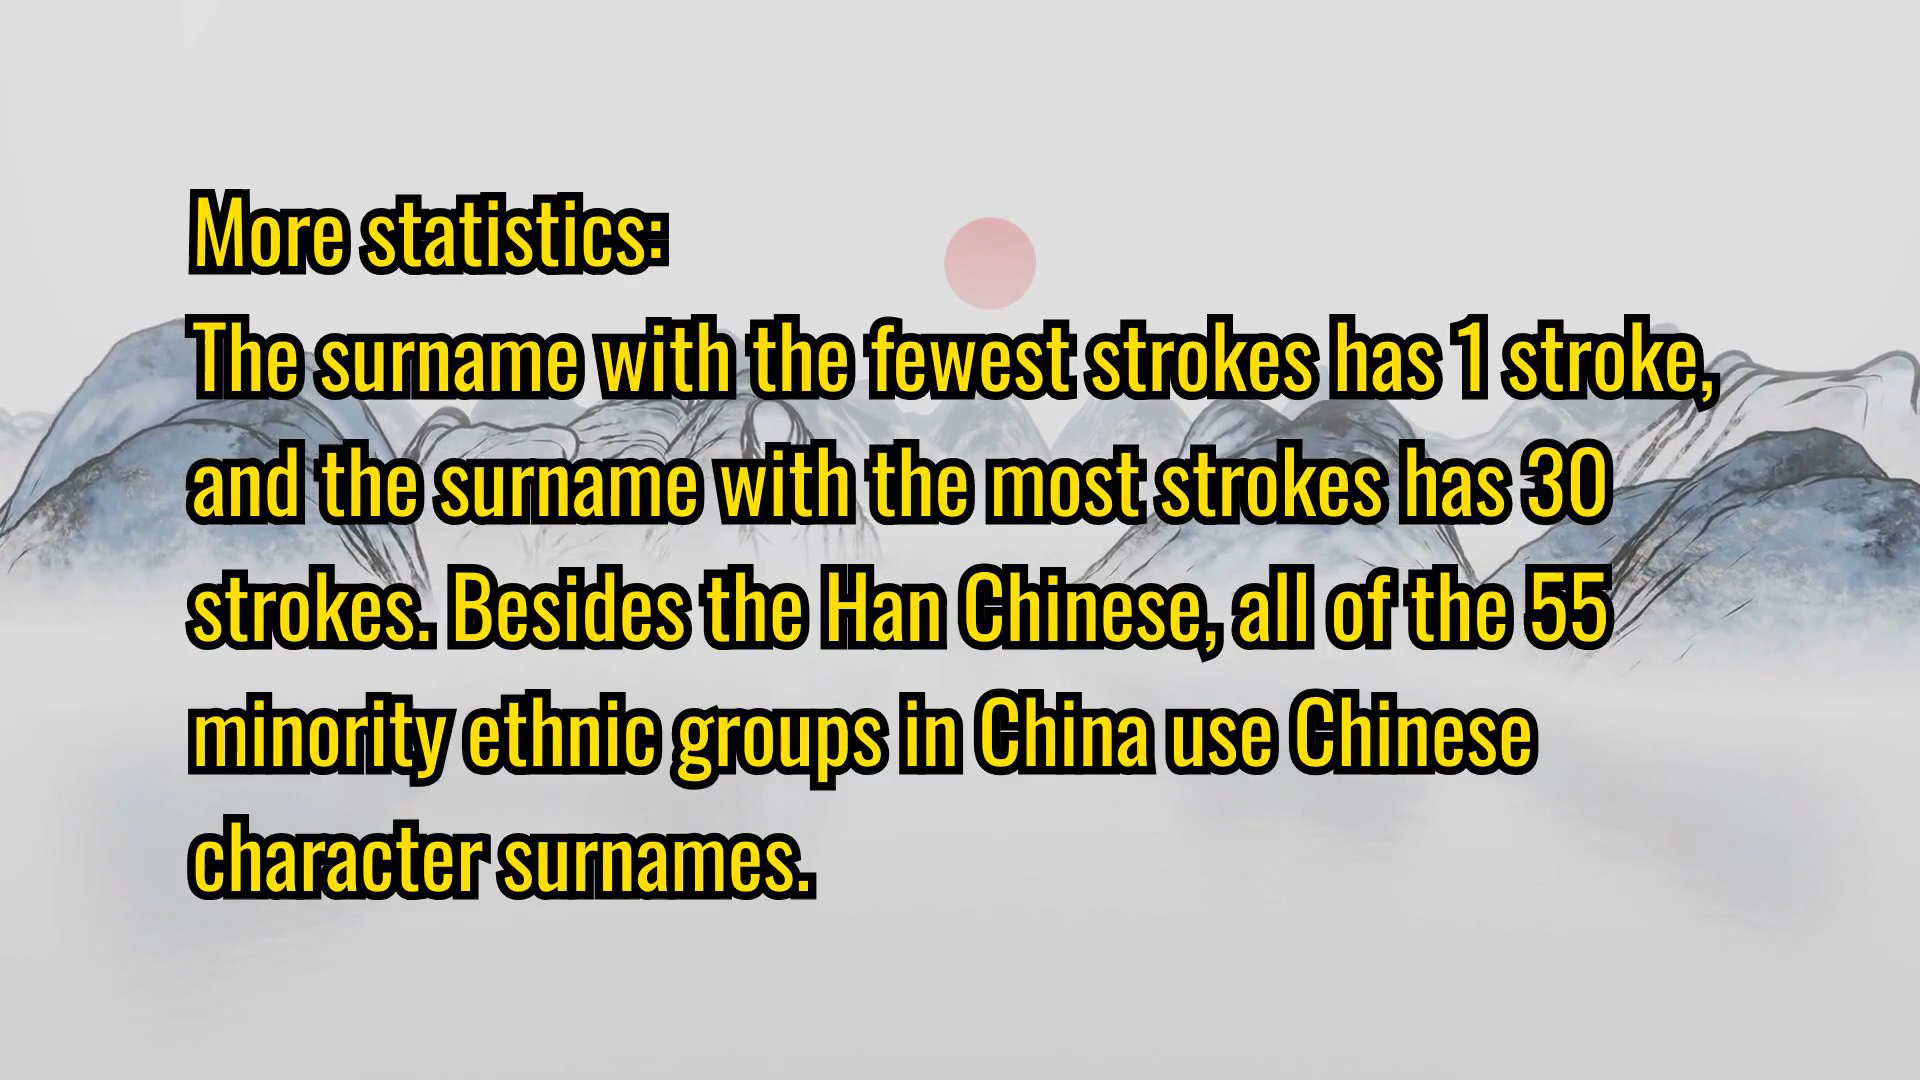 More statistics:
The surname with the fewest strokes has 1 stroke,
and the surname with the most strokes has 30
strokes. Besides the Han Chinese, all of the 55
minority ethnic groups in China use Chinese
character surnames.